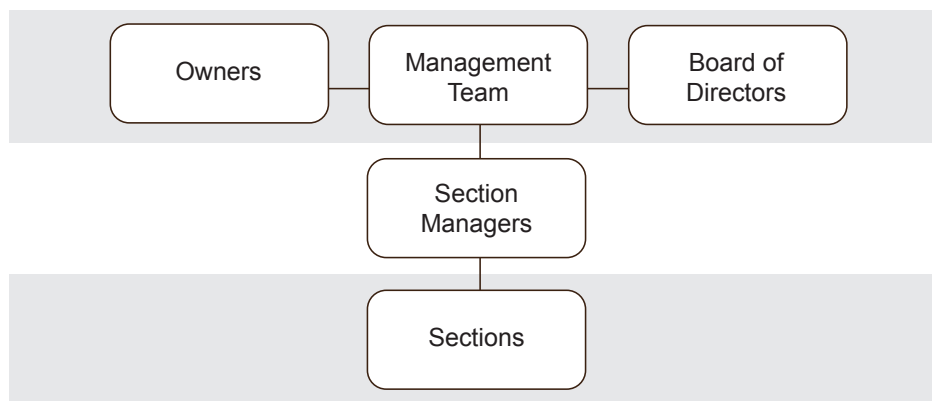 Owners
Management
Team
Board of
Directors
Section
Managers
Sections